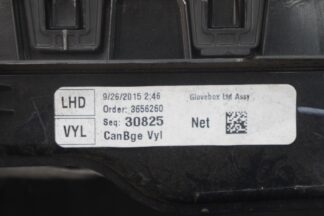 LHD
VYL
9/26/2015 2:46
Order: 3656260
Seq: 30825
CanBge Vyl
Glovebox Ltd Assy
Net